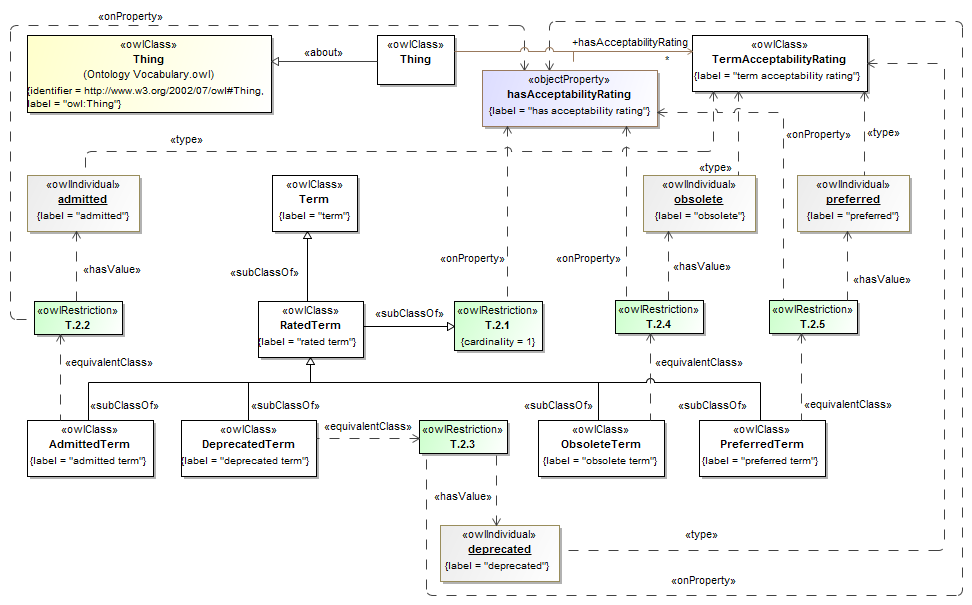 «onProperty»
«owlClass»
Thing
(Ontology Vocabulary.owl)
{identifier = http://www.w3.org/2002/07/owl#Thing,
label = "owl:Thing"}
«about»
«owlClass»
Thing
+hasAcceptabilityRating
*
«owlClass»
TermAcceptabilityRating
{label = "term acceptability rating"}
«objectProperty»
hasAcceptabilityRating
{label = "has acceptability rating"}
«type»
«onProperty»
«type»
«type»
«owlIndividual»
admitted
{label = "admitted"}
«owlClass»
Term
{label = "term"}
«owlIndividual»
obsolete
{label = "obsolete"}
«owlIndividual»
preferred
{label = "preferred"}
«hasValue»
«subClassOf»
«onProperty»
«onProperty»
«hasValue»
«hasValue»
«owlRestriction»
T.2.2
«owlClass»
RatedTerm
{label = "rated term"}
«subClassOf»
«owlRestriction»
T.2.1
{cardinality = 1}
«owlRestriction»
T.2.4
«owlRestriction»
T.2.5
«equivalentClass»
«equivalentClass»
«equivalentClass»
«subClassOf»
«subClassOf»
«subClassOf»
«subClassOf»
«owlClass»
AdmittedTerm
{label = "admitted term"}
«owlClass»
DeprecatedTerm
{label = "deprecated term"}
«equivalentClass»
«owlRestriction»
T.2.3
«owlClass»
ObsoleteTerm
{label = "obsolete term"}
«owlClass»
PreferredTerm
{label = "preferred term"}
«hasValue»
«owlIndividual»
deprecated
{label = "deprecated"}
«type»
«onProperty»